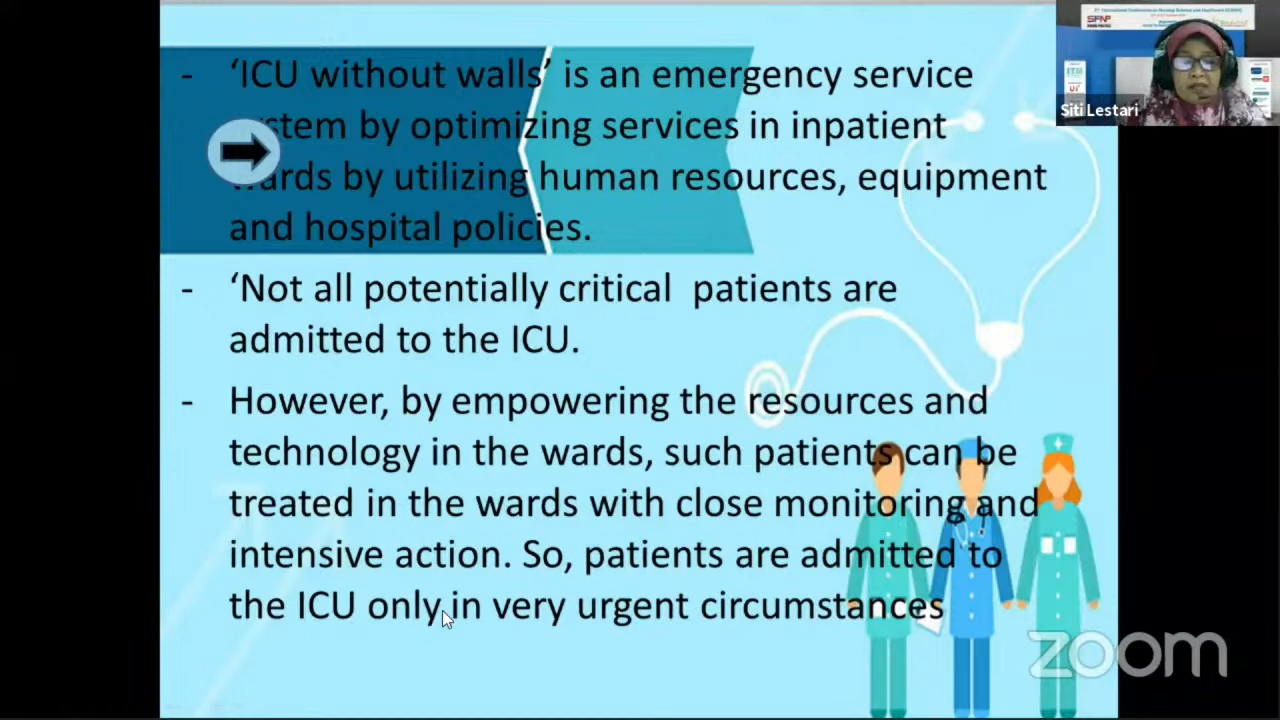 - ‘ICU without walls’ is an emergency service
system by optimizing services in inpatient
wards by utilizing human resources, equipment
and hospital policies.
- ‘Not all potentially critical patients are
admitted to the ICU.
- However, by empowering the resources and
technology in the wards, such patients can be
treated in the wards with close monitoring and
intensive action. So, patients are admitted to
the ICU only in very urgent circumstances
Siti Lestari
zoom